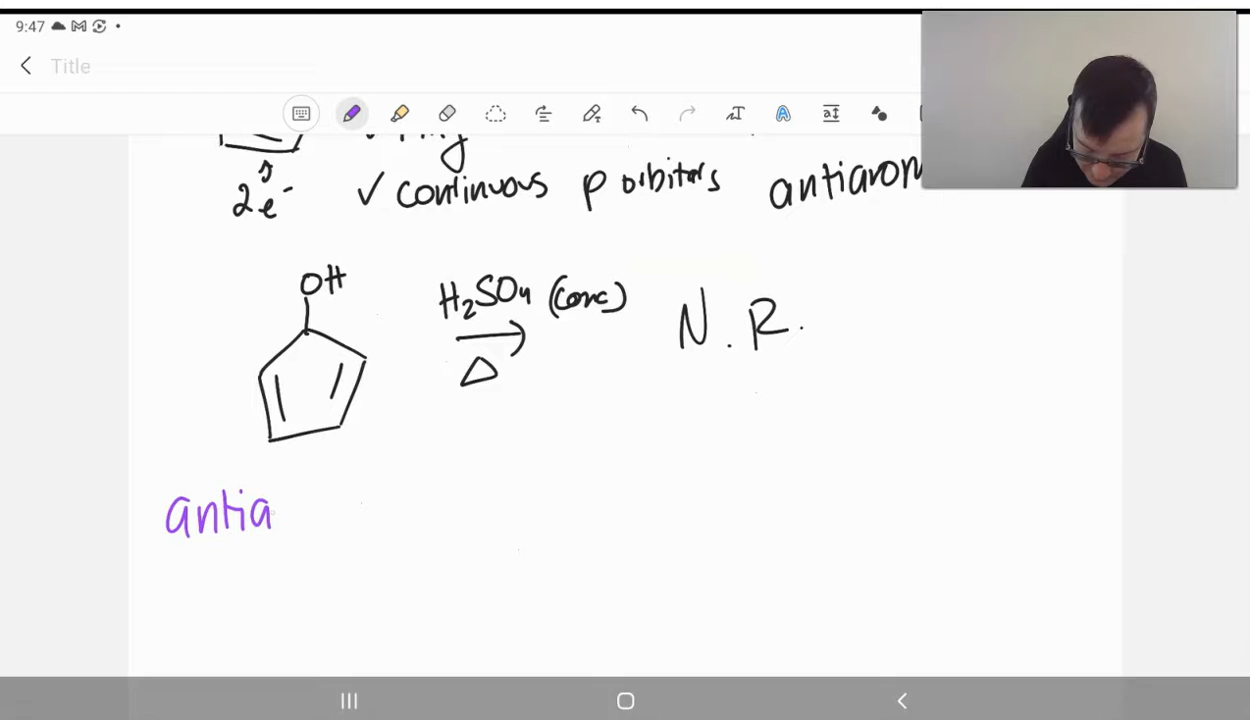 9:47
Title
2e⁻ ✓ continuous p orbitals antiarom
OH
H₂SO₄ (conc)
Δ
N.R.
antia